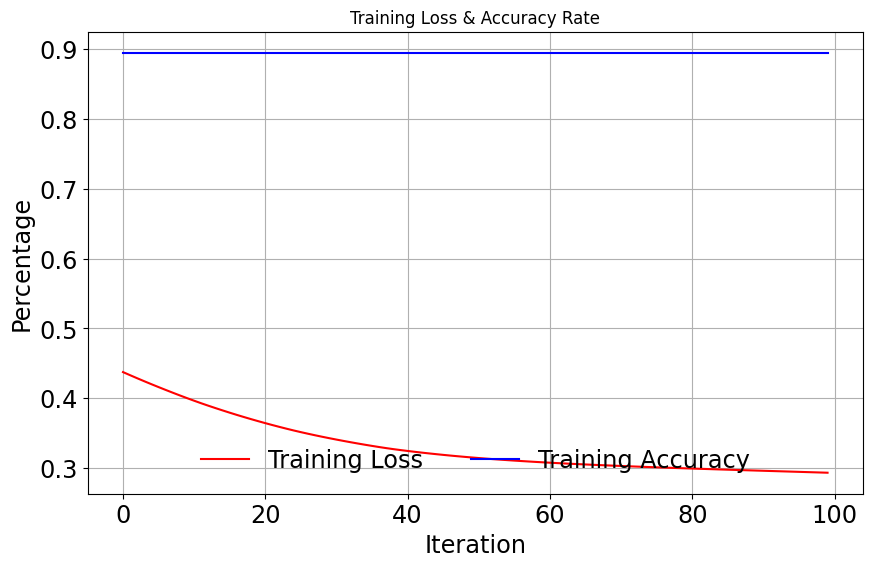 Training Loss & Accuracy Rate
Percentage
0.9
0.8
0.7
0.6
0.5
0.4
0.3
Training Loss Training Accuracy
0 20 40 60 80 100
Iteration